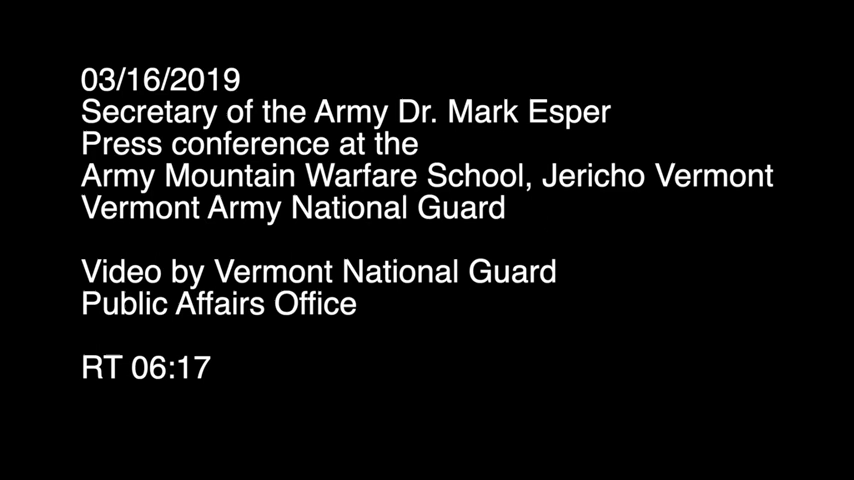 03/16/2019
Secretary of the Army Dr. Mark Esper
Press conference at the
Army Mountain Warfare School, Jericho Vermont
Vermont Army National Guard
Video by Vermont National Guard
Public Affairs Office
RT 06:17